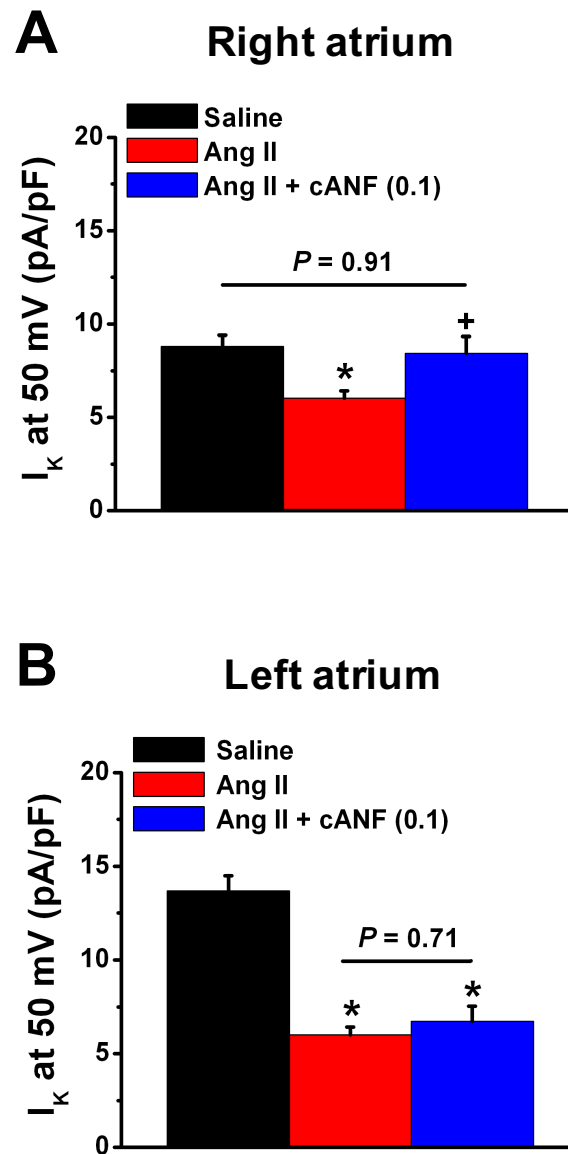 A
Right atrium
Saline
Ang II
Ang II + cANF (0.1)
20
15
10
5
0
I_K at 50 mV (pA/pF)
P = 0.91
*
+
B
Left atrium
Saline
Ang II
Ang II + cANF (0.1)
20
15
10
5
0
I_K at 50 mV (pA/pF)
P = 0.71
*
*